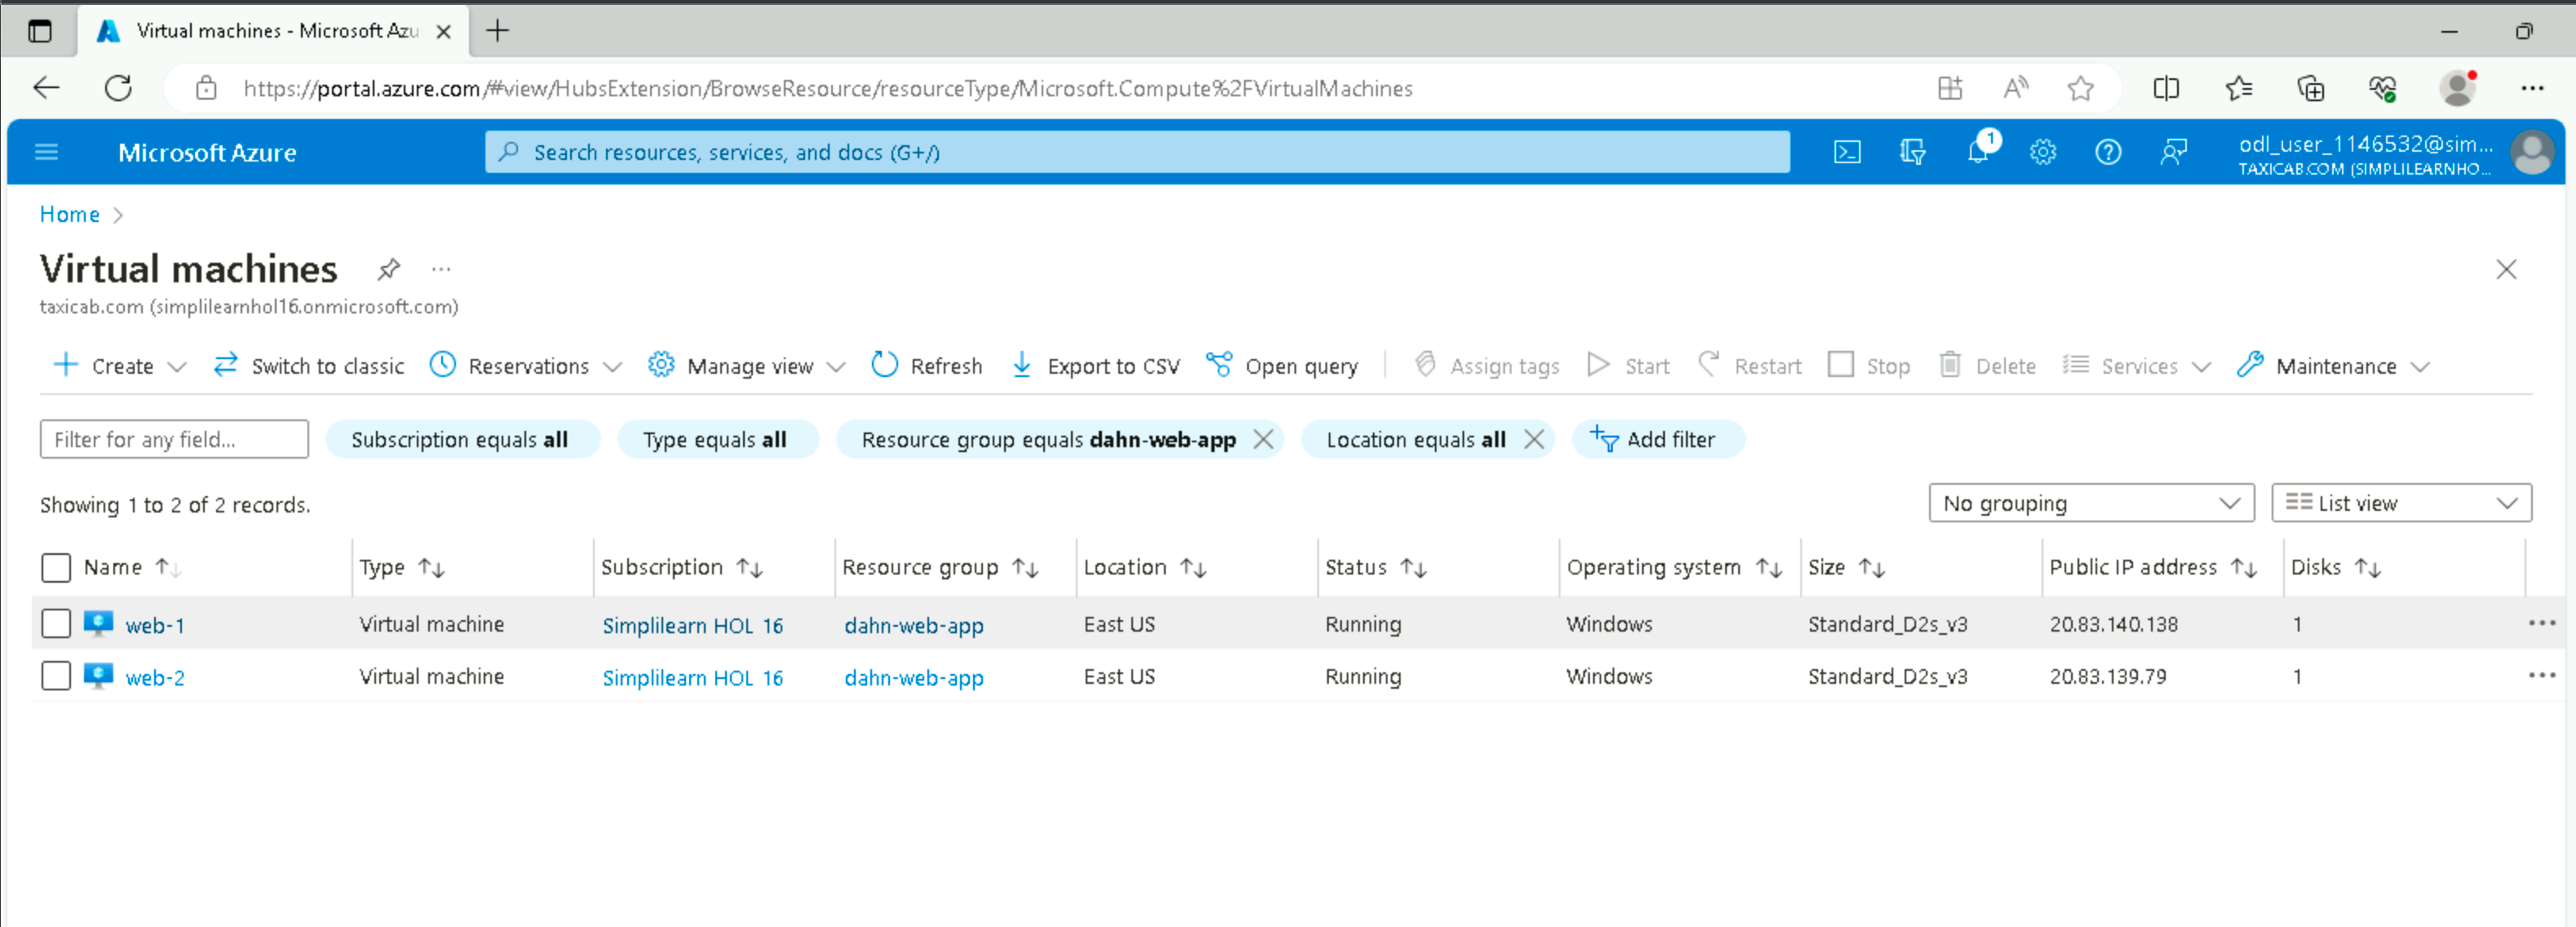 Virtual machines - Microsoft Azu
https://portal.azure.com/#view/HubsExtension/BrowseResource/resourceType/Microsoft.Compute%2FVirtualMachines
Microsoft Azure
Search resources, services, and docs (G+/)
1
odl_user_1146532@sim...
TAXICAB.COM (SIMPLILEARNHO...
Home
Virtual machines
taxicab.com (simplilearnhol16.onmicrosoft.com)
Create Switch to classic Reservations Manage view Refresh Export to CSV Open query Assign tags Start Restart Stop Delete Services Maintenance
Filter for any field... Subscription equals all Type equals all Resource group equals dahn-web-app Location equals all Add filter
Showing 1 to 2 of 2 records. No grouping List view
Name Type Subscription Resource group Location Status Operating system Size Public IP address Disks
web-1 Virtual machine Simplilearn HOL 16 dahn-web-app East US Running Windows Standard_D2s_v3 20.83.140.138 1
web-2 Virtual machine Simplilearn HOL 16 dahn-web-app East US Running Windows Standard_D2s_v3 20.83.139.79 1